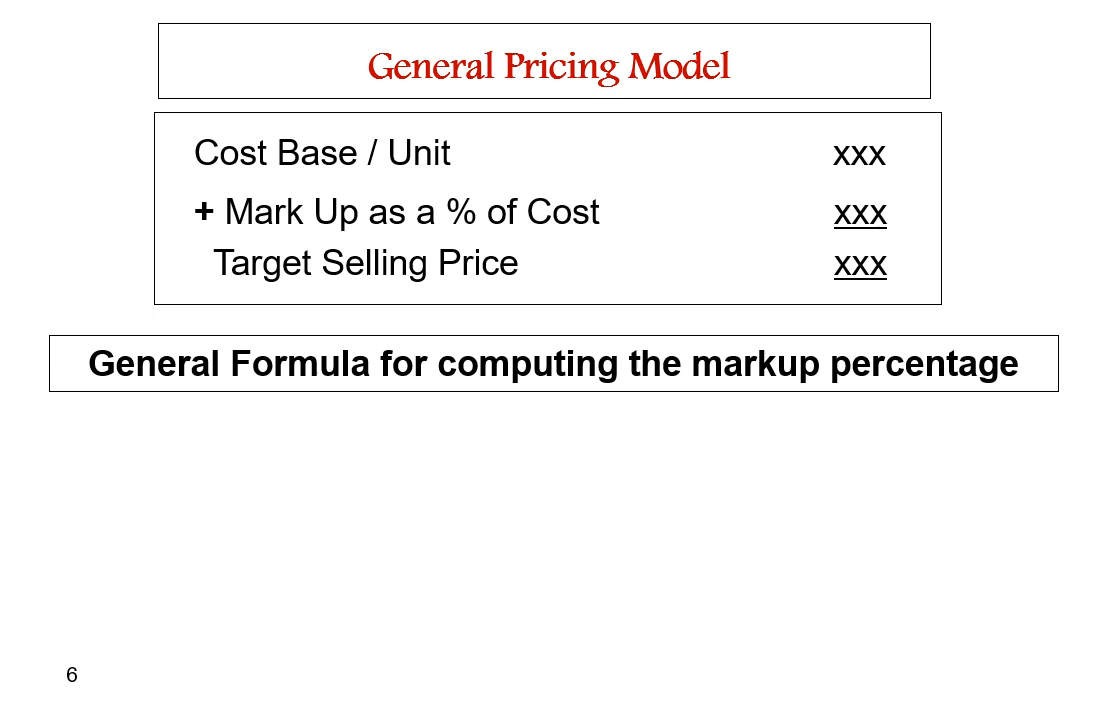 General Pricing Model
Cost Base / Unit xxx
+ Mark Up as a % of Cost xxx
Target Selling Price xxx
General Formula for computing the markup percentage
6